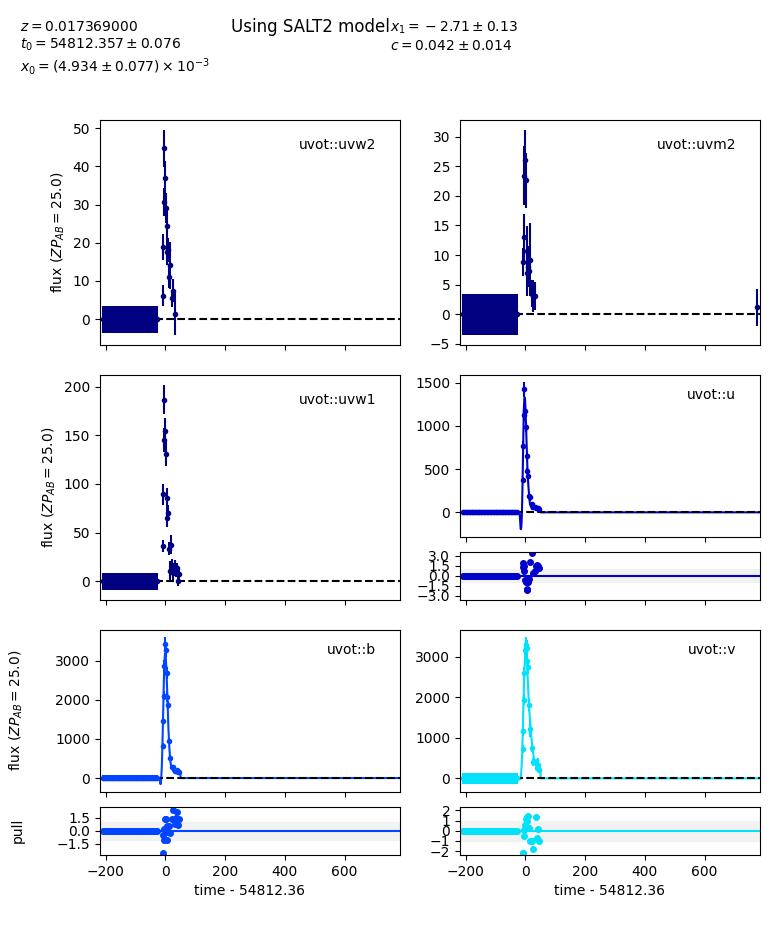 z = 0.017369000
Using SALT2 model
x₁ = −2.71 ± 0.13
t₀ = 54812.357 ± 0.076
c = 0.042 ± 0.014
x₀ = (4.934 ± 0.077) × 10⁻³
uvot::uvw2
50
40
30
20
10
0
flux (ZP_AB = 25.0)
uvot::uvm2
30
25
20
15
10
5
0
−5
uvot::uvw1
200
150
100
50
0
flux (ZP_AB = 25.0)
uvot::u
1500
1000
500
0
3.0
1.5
0.0
−1.5
−3.0
uvot::b
3000
2000
1000
0
flux (ZP_AB = 25.0)
uvot::v
3000
2000
1000
0
pull
1.5
0.0
−1.5
−200 0 200 400 600
time - 54812.36
2
1
0
−1
−2
−200 0 200 400 600
time - 54812.36